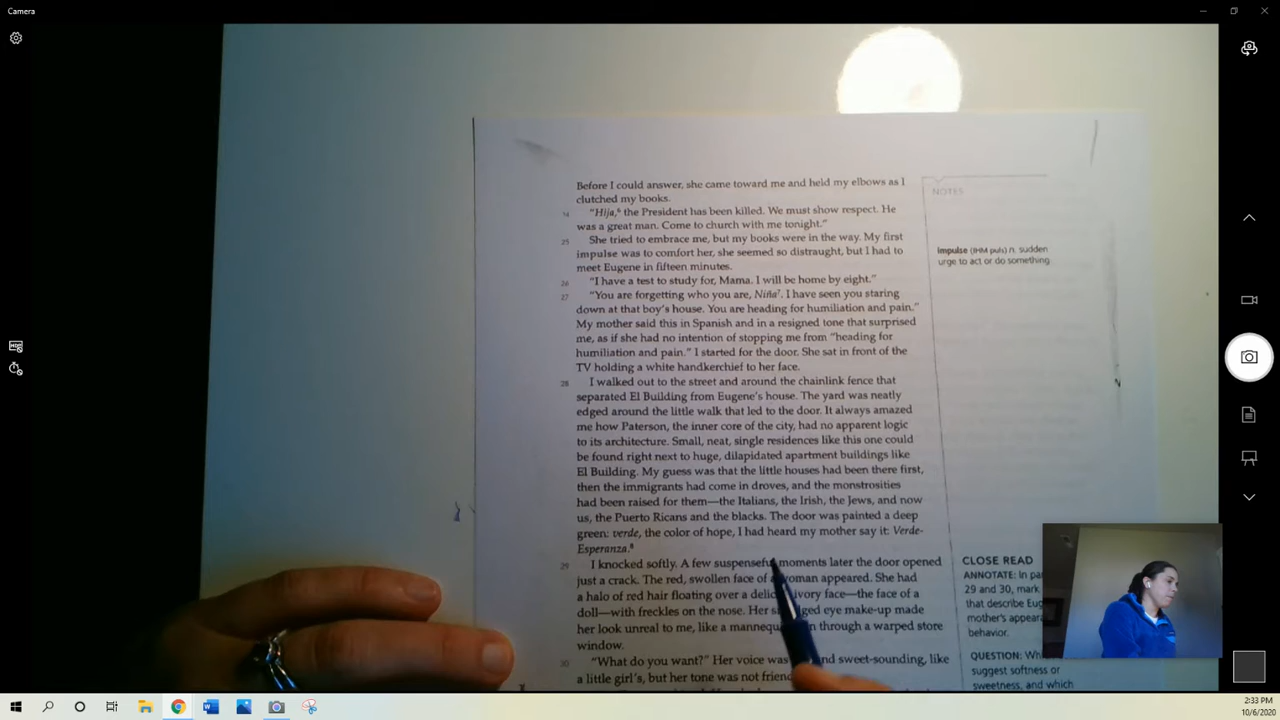 Camera
Before I could answer, she came toward me and held my elbows as I
clutched my books.
24 "Hija,⁶ the President has been killed. We must show respect. He
was a great man. Come to church with me tonight."
25 She tried to embrace me, but my books were in the way. My first
impulse was to comfort her, she seemed so distraught, but I had to
meet Eugene in fifteen minutes.
26 "I have a test to study for, Mama. I will be home by eight."
27 "You are forgetting who you are, Niña⁷. I have seen you staring
down at that boy's house. You are heading for humiliation and pain."
My mother said this in Spanish and in a resigned tone that surprised
me, as if she had no intention of stopping me from "heading for
humiliation and pain." I started for the door. She sat in front of the
TV holding a white handkerchief to her face.
28 I walked out to the street and around the chainlink fence that
separated El Building from Eugene's house. The yard was neatly
edged around the little walk that led to the door. It always amazed
me how Paterson, the inner core of the city, had no apparent logic
to its architecture. Small, neat, single residences like this one could
be found right next to huge, dilapidated apartment buildings like
El Building. My guess was that the little houses had been there first,
then the immigrants had come in droves, and the monstrosities
had been raised for them—the Italians, the Irish, the Jews, and now
us, the Puerto Ricans and the blacks. The door was painted a deep
green: verde, the color of hope, I had heard my mother say it: Verde-
Esperanza.⁸
29 I knocked softly. A few suspenseful moments later the door opened
just a crack. The red, swollen face of a woman appeared. She had
a halo of red hair floating over a ivory face—the face of a
doll—with freckles on the nose. Her eye make-up made
her look unreal to me, like a through a warped store
window.
30 "What do you want?" Her voice was and sweet-sounding, like
a little girl's, but her tone was not
NOTES
impulse (IHM puhs) n. sudden
urge to act or do something
CLOSE READ
ANNOTATE: In
29 and 30, mark
that describe
mother's
behavior.
QUESTION:
suggest softness or
sweetness, and which
HDR
2:33 PM
10/6/2020